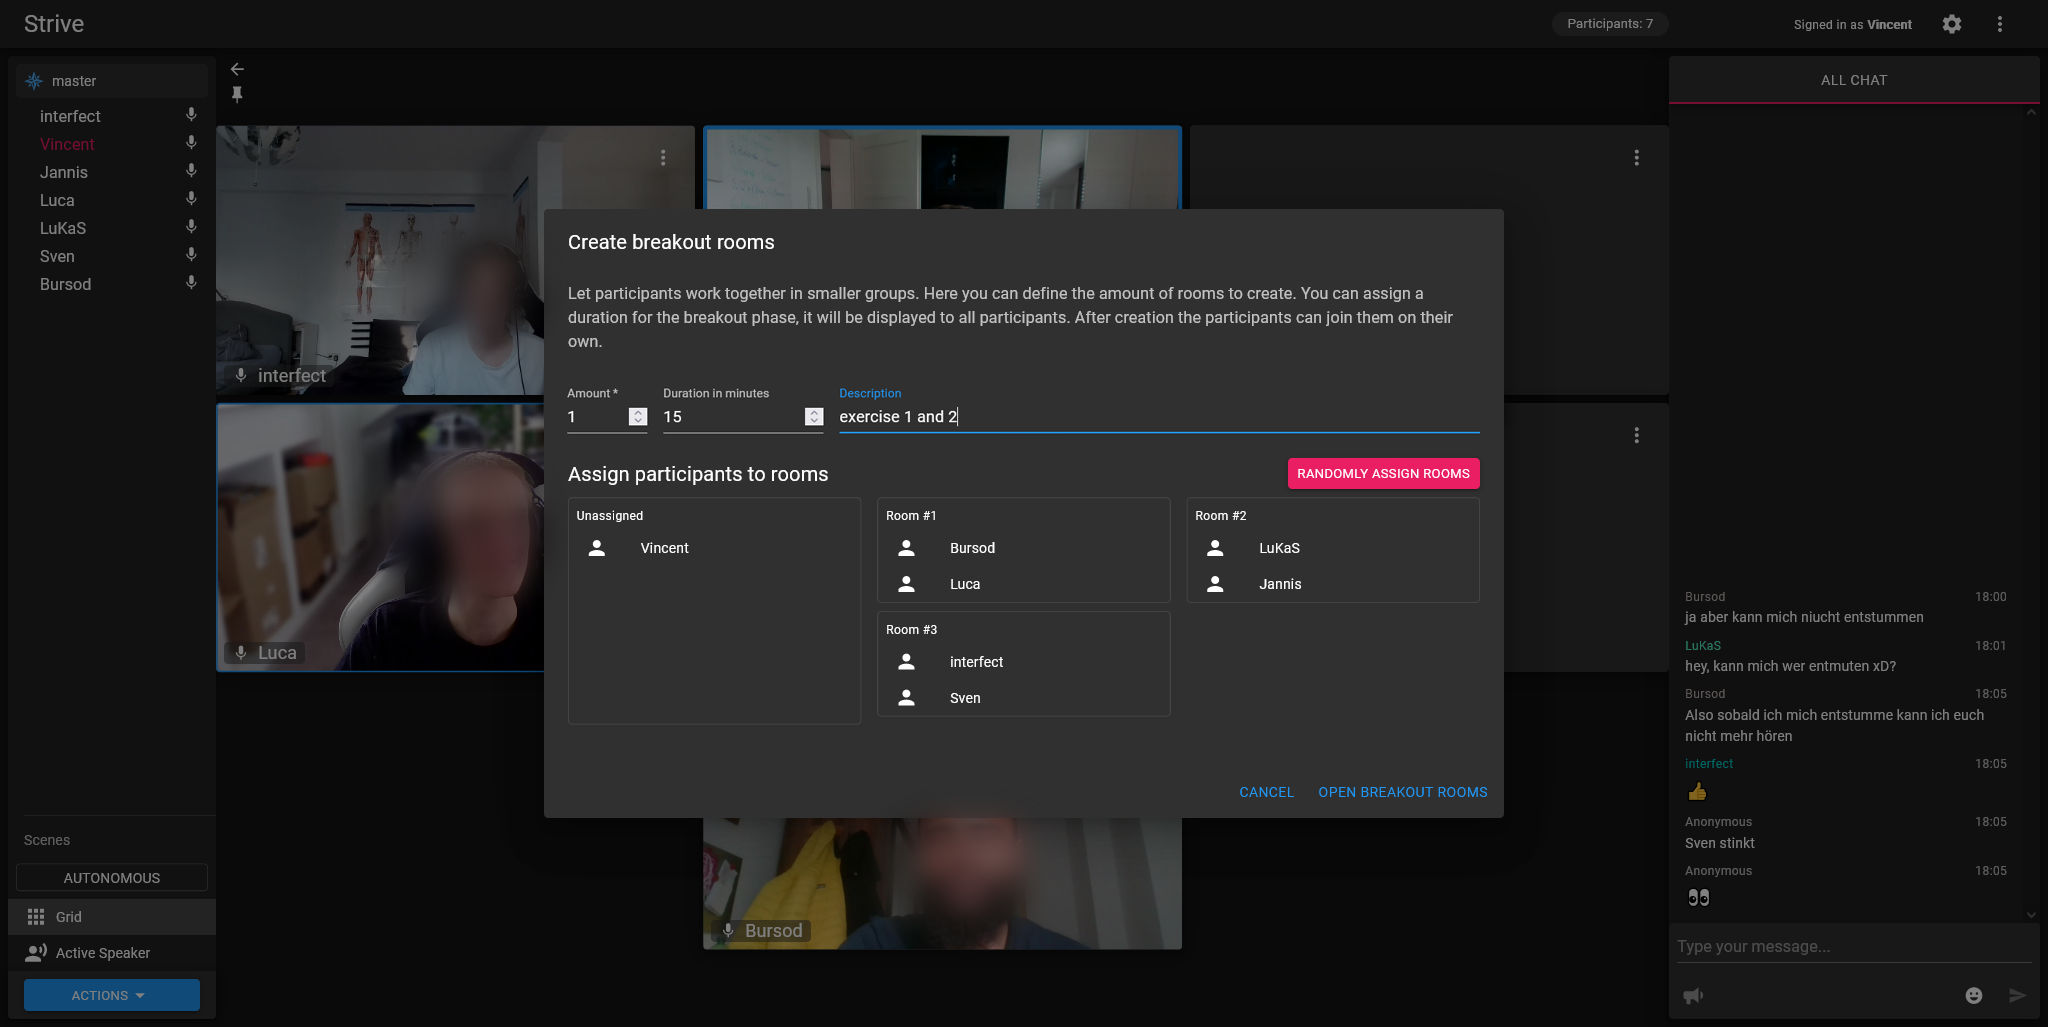 Strive
Participants: 7
Signed in as Vincent
master
interfect
Vincent
Jannis
Luca
LuKaS
Sven
Bursod
Scenes
AUTONOMOUS
Grid
Active Speaker
ACTIONS
interfect
Luca
Bursod
Create breakout rooms
Let participants work together in smaller groups. Here you can define the amount of rooms to create. You can assign a
duration for the breakout phase, it will be displayed to all participants. After creation the participants can join them on their
own.
Amount * Duration in minutes Description
1 15 exercise 1 and 2
Assign participants to rooms
RANDOMLY ASSIGN ROOMS
Unassigned
Vincent
Room #1
Bursod
Luca
Room #2
LuKaS
Jannis
Room #3
interfect
Sven
CANCEL OPEN BREAKOUT ROOMS
ALL CHAT
Bursod 18:00
ja aber kann mich niucht entstummen
LuKaS 18:01
hey, kann mich wer entmuten xD?
Bursod 18:05
Also sobald ich mich entstumme kann ich euch
nicht mehr hören
interfect 18:05
👍
Anonymous 18:05
Sven stinkt
Anonymous 18:05
👀
Type your message...